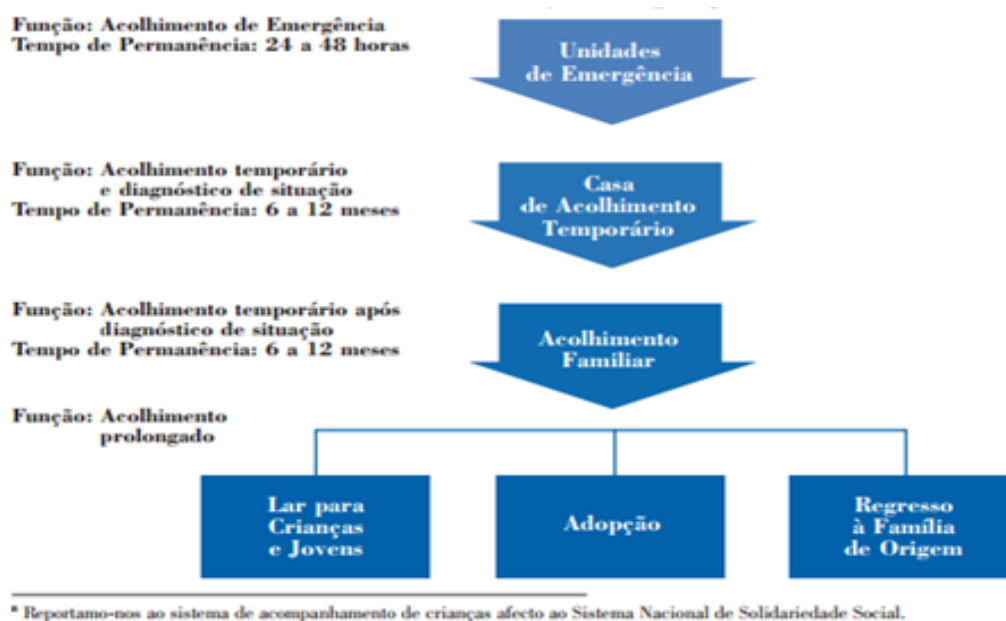 Função: Acolhimento de Emergência
Tempo de Permanência: 24 a 48 horas
Unidades
de Emergência
Função: Acolhimento temporário
e diagnóstico de situação
Tempo de Permanência: 6 a 12 meses
Casa
de Acolhimento
Temporário
Função: Acolhimento temporário após
diagnóstico de situação
Tempo de Permanência: 6 a 12 meses
Acolhimento
Familiar
Função: Acolhimento
prolongado
Lar para
Crianças
e Jovens
Adopção
Regresso
à Família
de Origem
* Reportamo-nos ao sistema de acompanhamento de crianças afecto ao Sistema Nacional de Solidariedade Social.